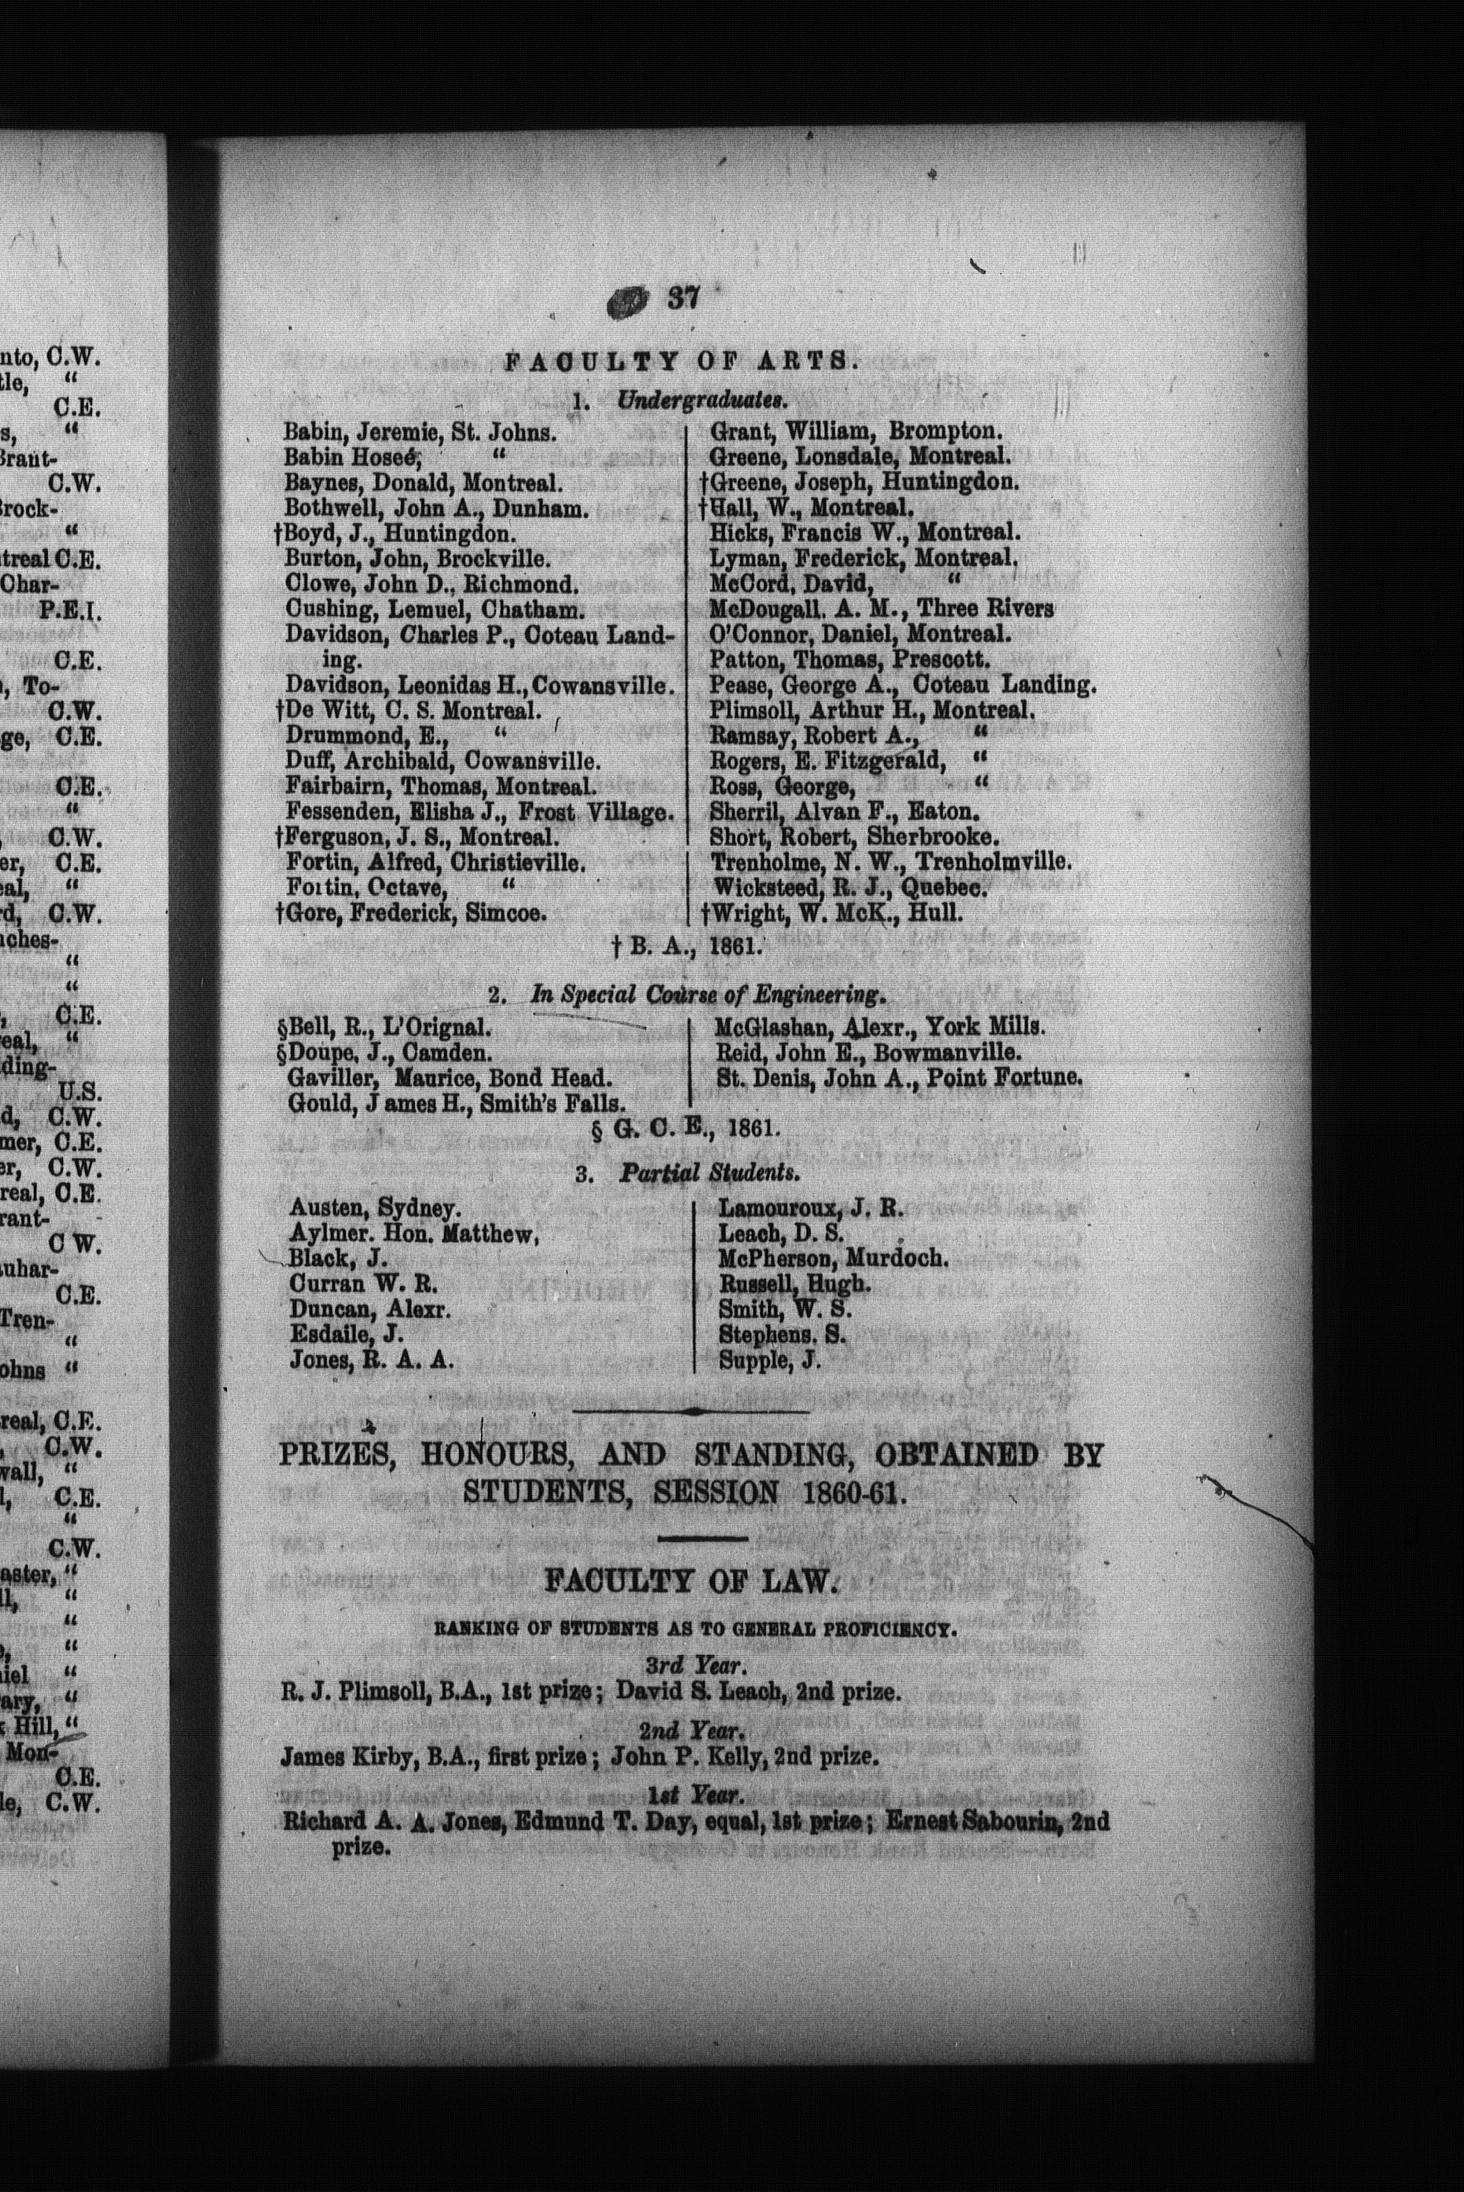 37
FACULTY OF ARTS.
1. Undergraduates.
Babin, Jeremie, St. Johns.
Babin Hoseé, "
Baynes, Donald, Montreal.
Bothwell, John A., Dunham.
†Boyd, J., Huntingdon.
Burton, John, Brockville.
Clowe, John D., Richmond.
Cushing, Lemuel, Chatham.
Davidson, Charles P., Coteau Land-
ing.
Davidson, Leonidas H., Cowansville.
†De Witt, C. S. Montreal.
Drummond, E., "
Duff, Archibald, Cowansville.
Fairbairn, Thomas, Montreal.
Fessenden, Elisha J., Frost Village.
†Ferguson, J. S., Montreal.
Fortin, Alfred, Christieville.
Fortin, Octave, "
†Gore, Frederick, Simcoe.
Grant, William, Brompton.
Greene, Lonsdale, Montreal.
†Greene, Joseph, Huntingdon.
†Hall, W., Montreal.
Hicks, Francis W., Montreal.
Lyman, Frederick, Montreal.
McCord, David, "
McDougall. A. M., Three Rivers
O'Connor, Daniel, Montreal.
Patton, Thomas, Prescott.
Pease, George A., Coteau Landing.
Plimsoll, Arthur H., Montreal.
Ramsay, Robert A., "
Rogers, E. Fitzgerald, "
Ross, George, "
Sherril, Alvan F., Eaton.
Short, Robert, Sherbrooke.
Trenholme, N. W., Trenholmville.
Wicksteed, R. J., Quebec.
†Wright, W. McK., Hull.
† B. A., 1861.
2. In Special Course of Engineering.
§Bell, R., L'Orignal.
§Doupe, J., Camden.
Gaviller, Maurice, Bond Head.
Gould, James H., Smith's Falls.
McGlashan, Alexr., York Mills.
Reid, John E., Bowmanville.
St. Denis, John A., Point Fortune.
§ G. C. E., 1861.
3. Partial Students.
Austen, Sydney.
Aylmer. Hon. Matthew,
Black, J.
Curran W. R.
Duncan, Alexr.
Esdaile, J.
Jones, R. A. A.
Lamouroux, J. R.
Leach, D. S.
McPherson, Murdoch.
Russell, Hugh.
Smith, W. S.
Stephens. S.
Supple, J.
PRIZES, HONOURS, AND STANDING, OBTAINED BY
STUDENTS, SESSION 1860-61.
FACULTY OF LAW.
RANKING OF STUDENTS AS TO GENERAL PROFICIENCY.
3rd Year.
R. J. Plimsoll, B.A., 1st prize; David S. Leach, 2nd prize.
2nd Year.
James Kirby, B.A., first prize; John P. Kelly, 2nd prize.
1st Year.
Richard A. A. Jones, Edmund T. Day, equal, 1st prize; Ernest Sabourin, 2nd
prize.